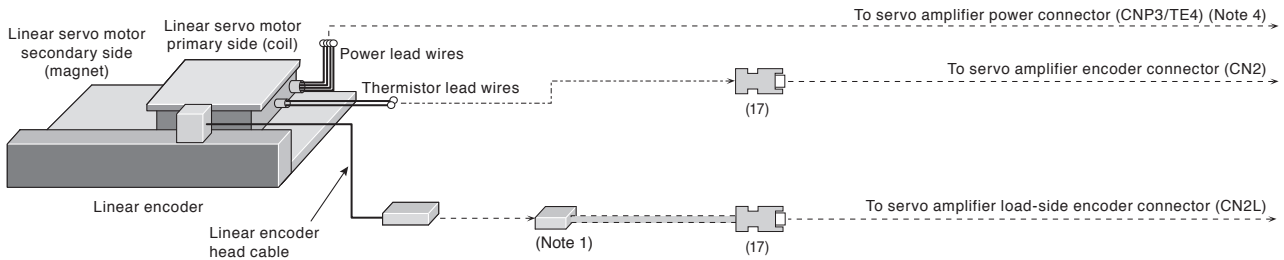 To servo amplifier power connector (CNP3/TE4) (Note 4)
Linear servo motor
secondary side
(magnet)
Linear servo motor
primary side (coil)
Power lead wires
Thermistor lead wires
To servo amplifier encoder connector (CN2)
(17)
Linear encoder
Linear encoder
head cable
(Note 1)
To servo amplifier load-side encoder connector (CN2L)
(17)